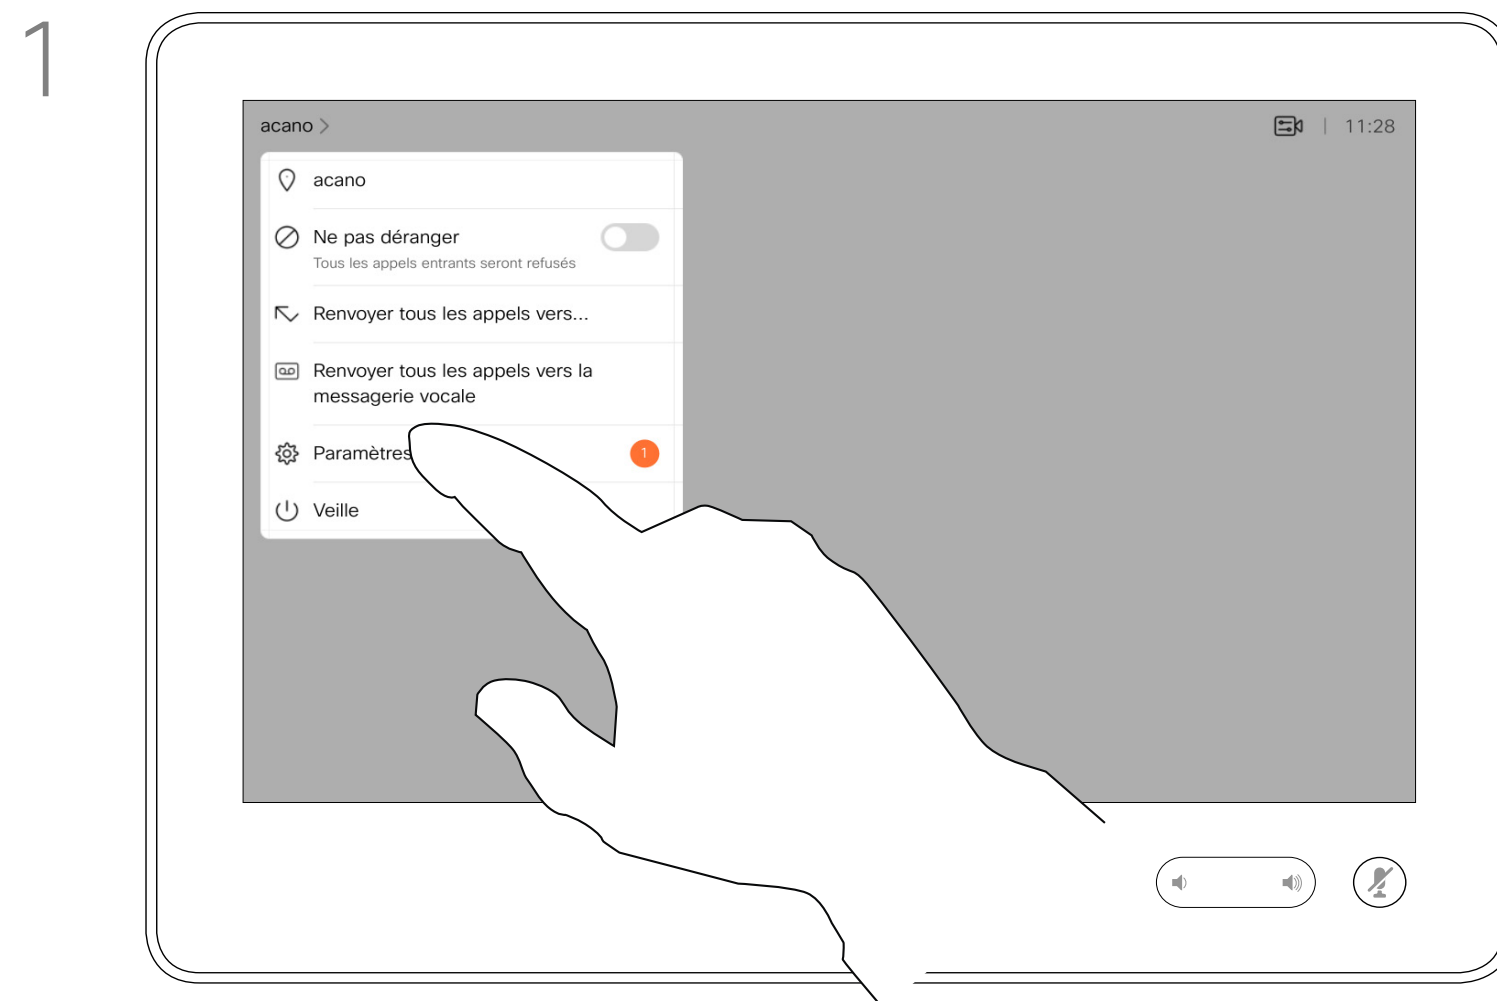 1
acano >
11:28
acano
Ne pas déranger
Tous les appels entrants seront refusés
Renvoyer tous les appels vers...
Renvoyer tous les appels vers la
messagerie vocale
Paramètres
1
Veille